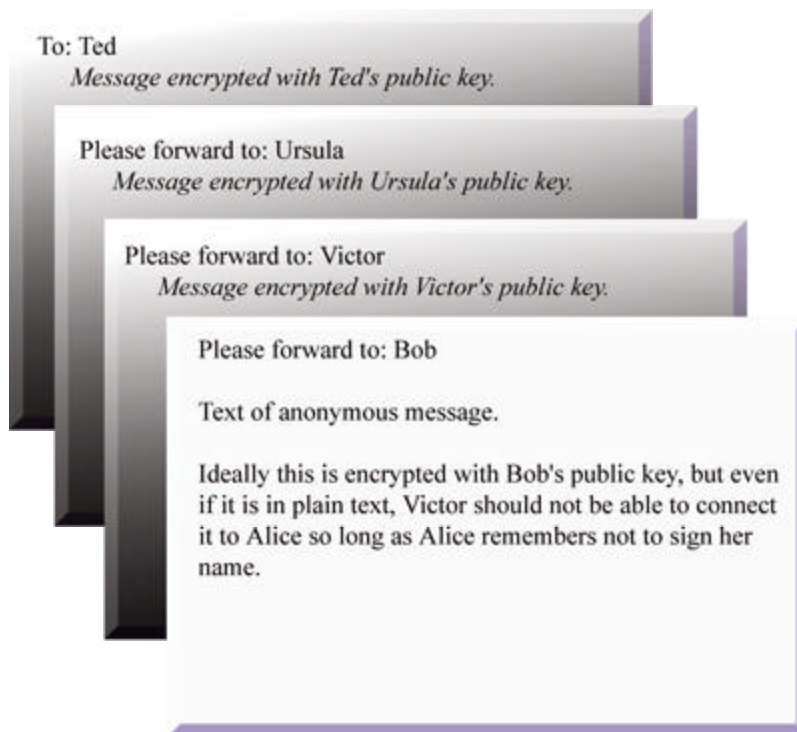 To: Ted
Message encrypted with Ted's public key.
Please forward to: Ursula
Message encrypted with Ursula's public key.
Please forward to: Victor
Message encrypted with Victor's public key.
Please forward to: Bob
Text of anonymous message.
Ideally this is encrypted with Bob's public key, but even
if it is in plain text, Victor should not be able to connect
it to Alice so long as Alice remembers not to sign her
name.